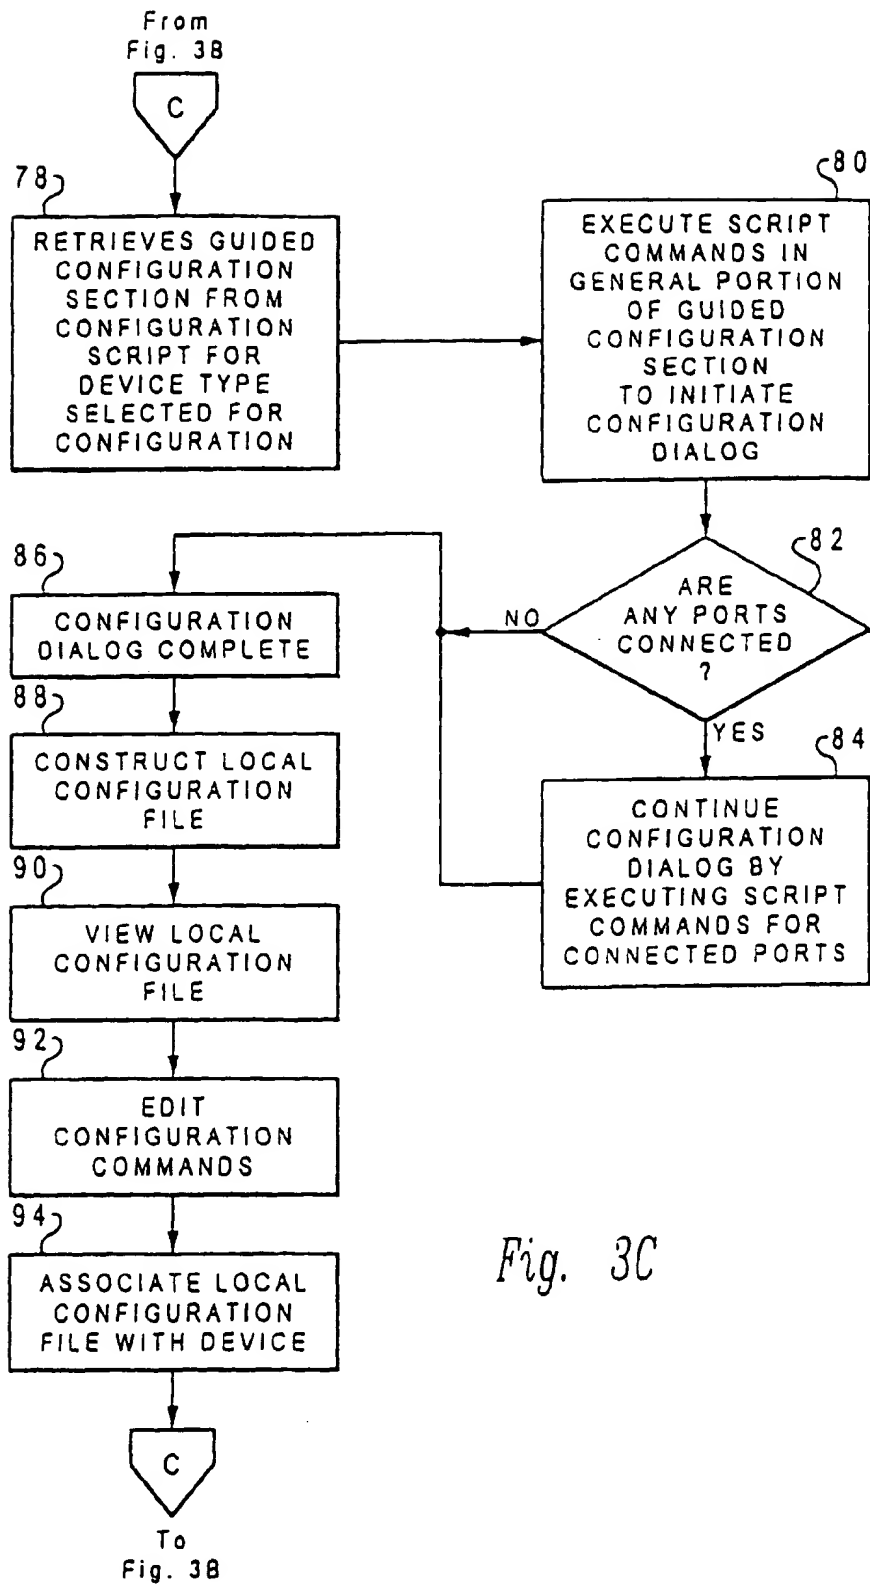 From
Fig. 3B
C
78
RETRIEVES GUIDED
CONFIGURATION
SECTION FROM
CONFIGURATION
SCRIPT FOR
DEVICE TYPE
SELECTED FOR
CONFIGURATION
80
EXECUTE SCRIPT
COMMANDS IN
GENERAL PORTION
OF GUIDED
CONFIGURATION
SECTION
TO INITIATE
CONFIGURATION
DIALOG
82
ARE
ANY PORTS
CONNECTED
?
NO
YES
84
CONTINUE
CONFIGURATION
DIALOG BY
EXECUTING SCRIPT
COMMANDS FOR
CONNECTED PORTS
86
CONFIGURATION
DIALOG COMPLETE
88
CONSTRUCT LOCAL
CONFIGURATION
FILE
90
VIEW LOCAL
CONFIGURATION
FILE
92
EDIT
CONFIGURATION
COMMANDS
94
ASSOCIATE LOCAL
CONFIGURATION
FILE WITH DEVICE
C
To
Fig. 3B
Fig. 3C